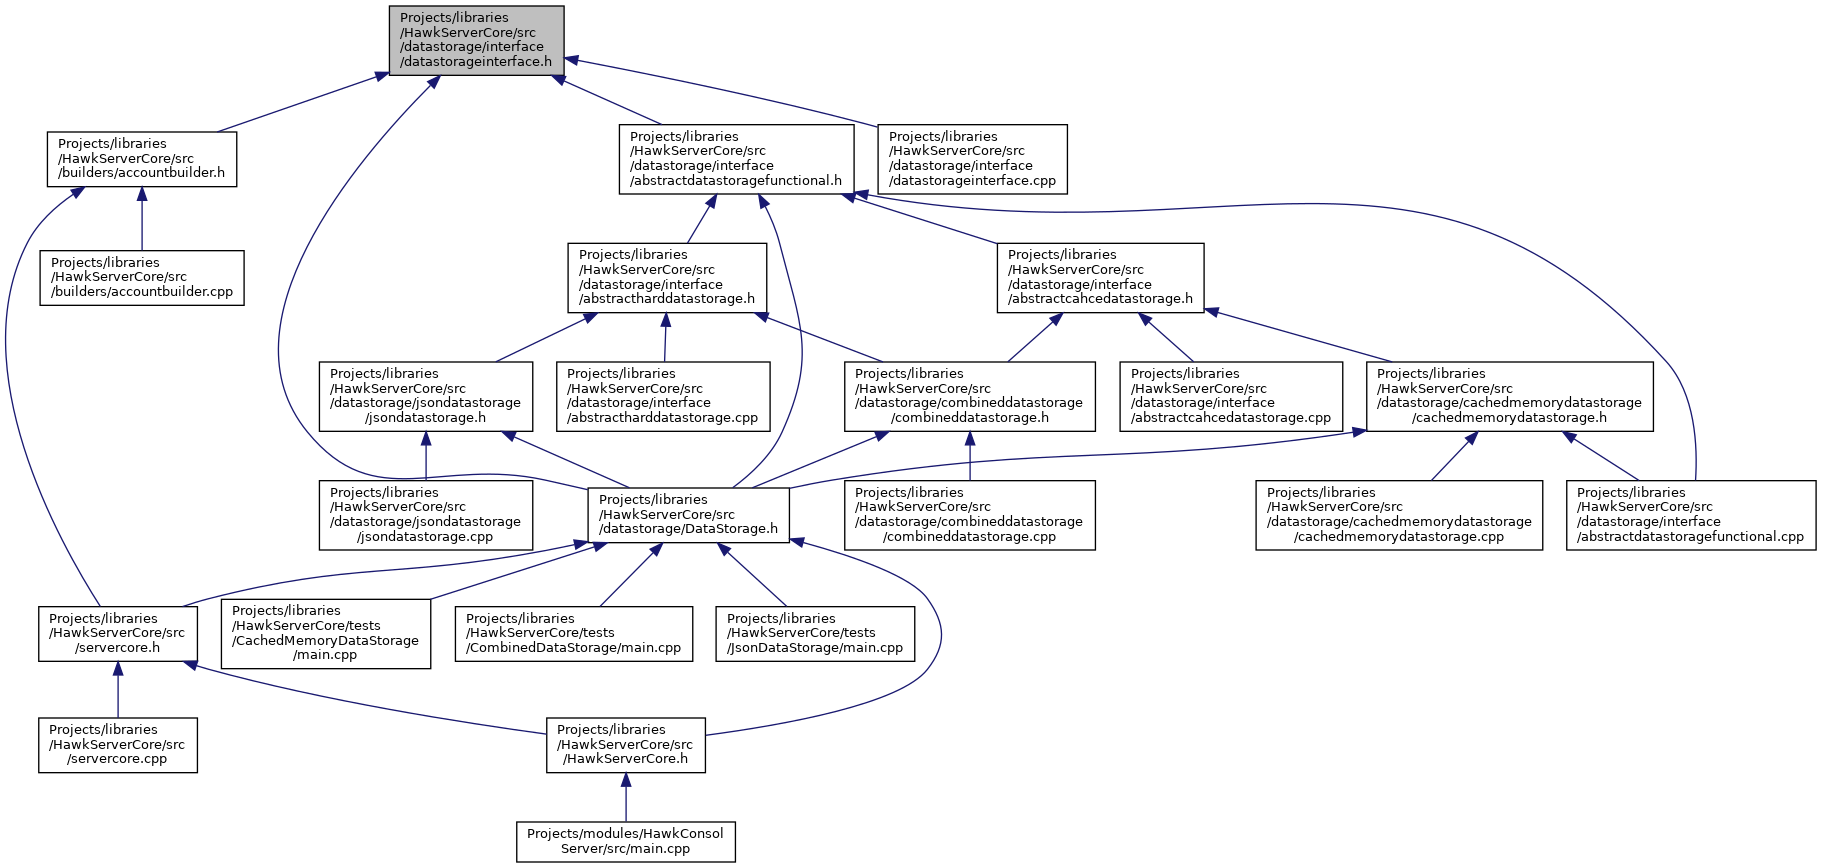 Projects/libraries
/HawkServerCore/src
/datastorage/interface
/datastorageinterface.h
Projects/libraries
/HawkServerCore/src
/builders/accountbuilder.h
Projects/libraries
/HawkServerCore/src
/datastorage/interface
/abstractdatastoragefunctional.h
Projects/libraries
/HawkServerCore/src
/datastorage/interface
/datastorageinterface.cpp
Projects/libraries
/HawkServerCore/src
/builders/accountbuilder.cpp
Projects/libraries
/HawkServerCore/src
/datastorage/interface
/abstractharddatastorage.h
Projects/libraries
/HawkServerCore/src
/datastorage/interface
/abstractcahcedatastorage.h
Projects/libraries
/HawkServerCore/src
/datastorage/jsondatastorage
/jsondatastorage.h
Projects/libraries
/HawkServerCore/src
/datastorage/interface
/abstractharddatastorage.cpp
Projects/libraries
/HawkServerCore/src
/datastorage/combineddatastorage
/combineddatastorage.h
Projects/libraries
/HawkServerCore/src
/datastorage/interface
/abstractcahcedatastorage.cpp
Projects/libraries
/HawkServerCore/src
/datastorage/cachedmemorydatastorage
/cachedmemorydatastorage.h
Projects/libraries
/HawkServerCore/src
/datastorage/jsondatastorage
/jsondatastorage.cpp
Projects/libraries
/HawkServerCore/src
/datastorage/DataStorage.h
Projects/libraries
/HawkServerCore/src
/datastorage/combineddatastorage
/combineddatastorage.cpp
Projects/libraries
/HawkServerCore/src
/datastorage/cachedmemorydatastorage
/cachedmemorydatastorage.cpp
Projects/libraries
/HawkServerCore/src
/datastorage/interface
/abstractdatastoragefunctional.cpp
Projects/libraries
/HawkServerCore/src
/servercore.h
Projects/libraries
/HawkServerCore/tests
/CachedMemoryDataStorage
/main.cpp
Projects/libraries
/HawkServerCore/tests
/CombinedDataStorage/main.cpp
Projects/libraries
/HawkServerCore/tests
/JsonDataStorage/main.cpp
Projects/libraries
/HawkServerCore/src
/servercore.cpp
Projects/libraries
/HawkServerCore/src
/HawkServerCore.h
Projects/modules/HawkConsol
Server/src/main.cpp